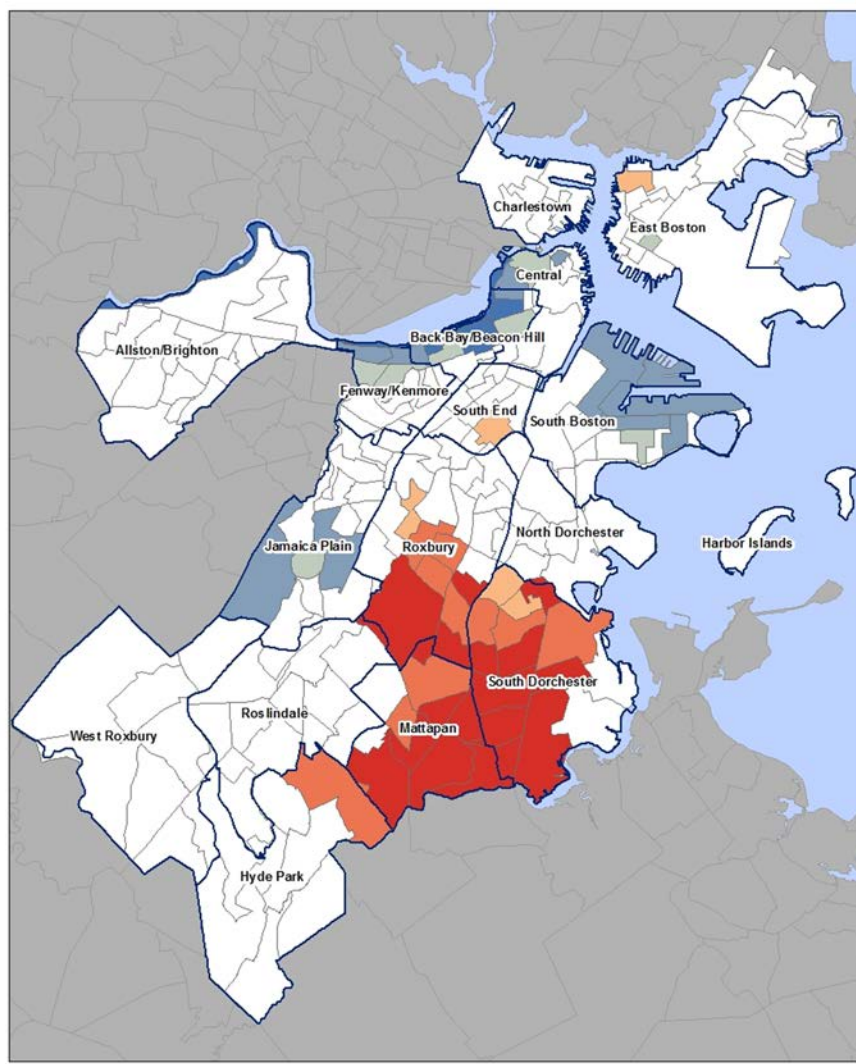 Charlestown
East Boston
Central
Back Bay/Beacon Hill
Allston/Brighton
Fenway/Kenmore
South End
South Boston
North Dorchester
Harbor Islands
Jamaica Plain
Roxbury
South Dorchester
West Roxbury
Roslindale
Mattapan
Hyde Park